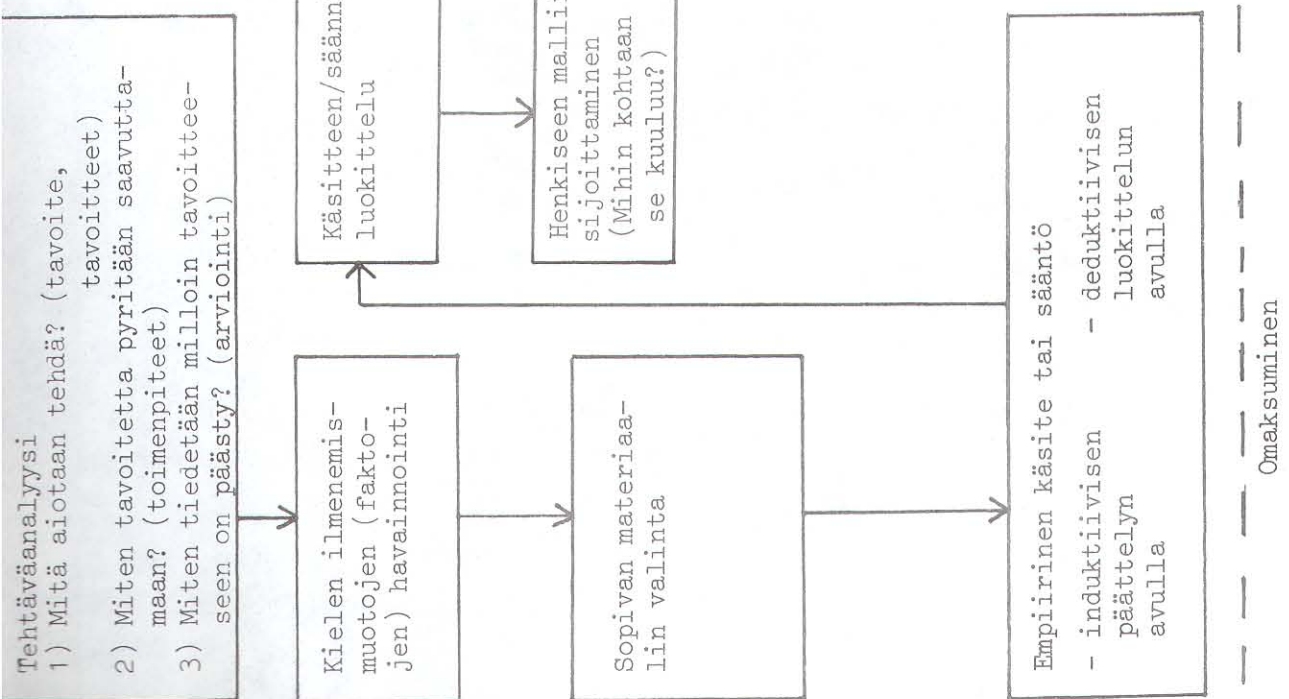 Tehtäväanalyysi
1) Mitä aiotaan tehdä? (tavoite,
tavoitteet)
2) Miten tavoitetta pyritään saavutta-
maan? (toimenpiteet)
3) Miten tiedetään milloin tavoittee-
seen on päästy? (arviointi)
Kielen ilmenemis-
muotojen (fakto-
jen) havainnointi
Sopivan materiaa-
lin valinta
Empiirinen käsite tai sääntö
- induktiivisen
päättelyn
avulla
- deduktiivisen
luokittelun
avulla
Käsitteen/säänn
luokittelu
Henkiseen mallii
sijoittaminen
(Mihin kohtaan
se kuuluu?)
Omaksuminen